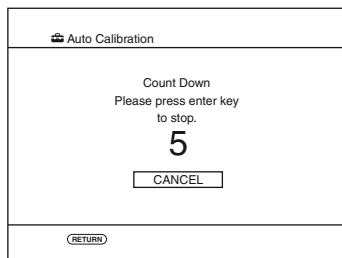 Auto Calibration
Count Down
Please press enter key
to stop.
5
CANCEL
RETURN